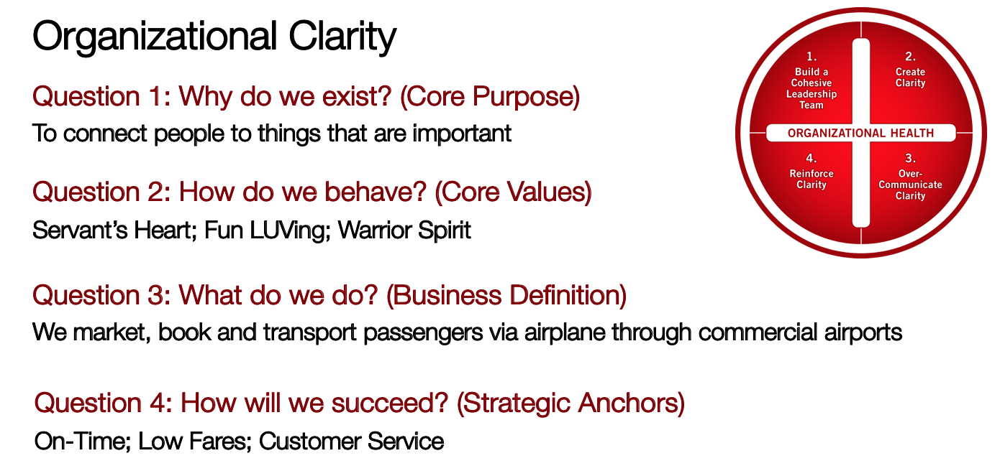 Organizational Clarity
Question 1: Why do we exist? (Core Purpose)
To connect people to things that are important
Question 2: How do we behave? (Core Values)
Servant’s Heart; Fun LUVing; Warrior Spirit
Question 3: What do we do? (Business Definition)
We market, book and transport passengers via airplane through commercial airports
Question 4: How will we succeed? (Strategic Anchors)
On-Time; Low Fares; Customer Service
1.
Build a
Cohesive
Leadership
Team
2.
Create
Clarity
ORGANIZATIONAL HEALTH
4.
Reinforce
Clarity
3.
Over-
Communicate
Clarity